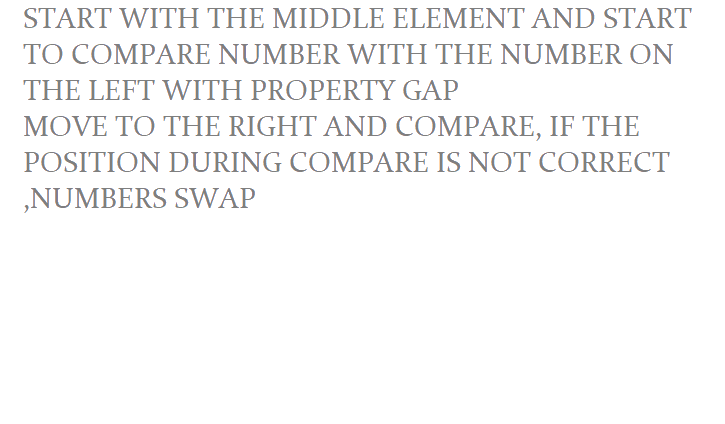 START WITH THE MIDDLE ELEMENT AND START
TO COMPARE NUMBER WITH THE NUMBER ON
THE LEFT WITH PROPERTY GAP
MOVE TO THE RIGHT AND COMPARE, IF THE
POSITION DURING COMPARE IS NOT CORRECT
,NUMBERS SWAP